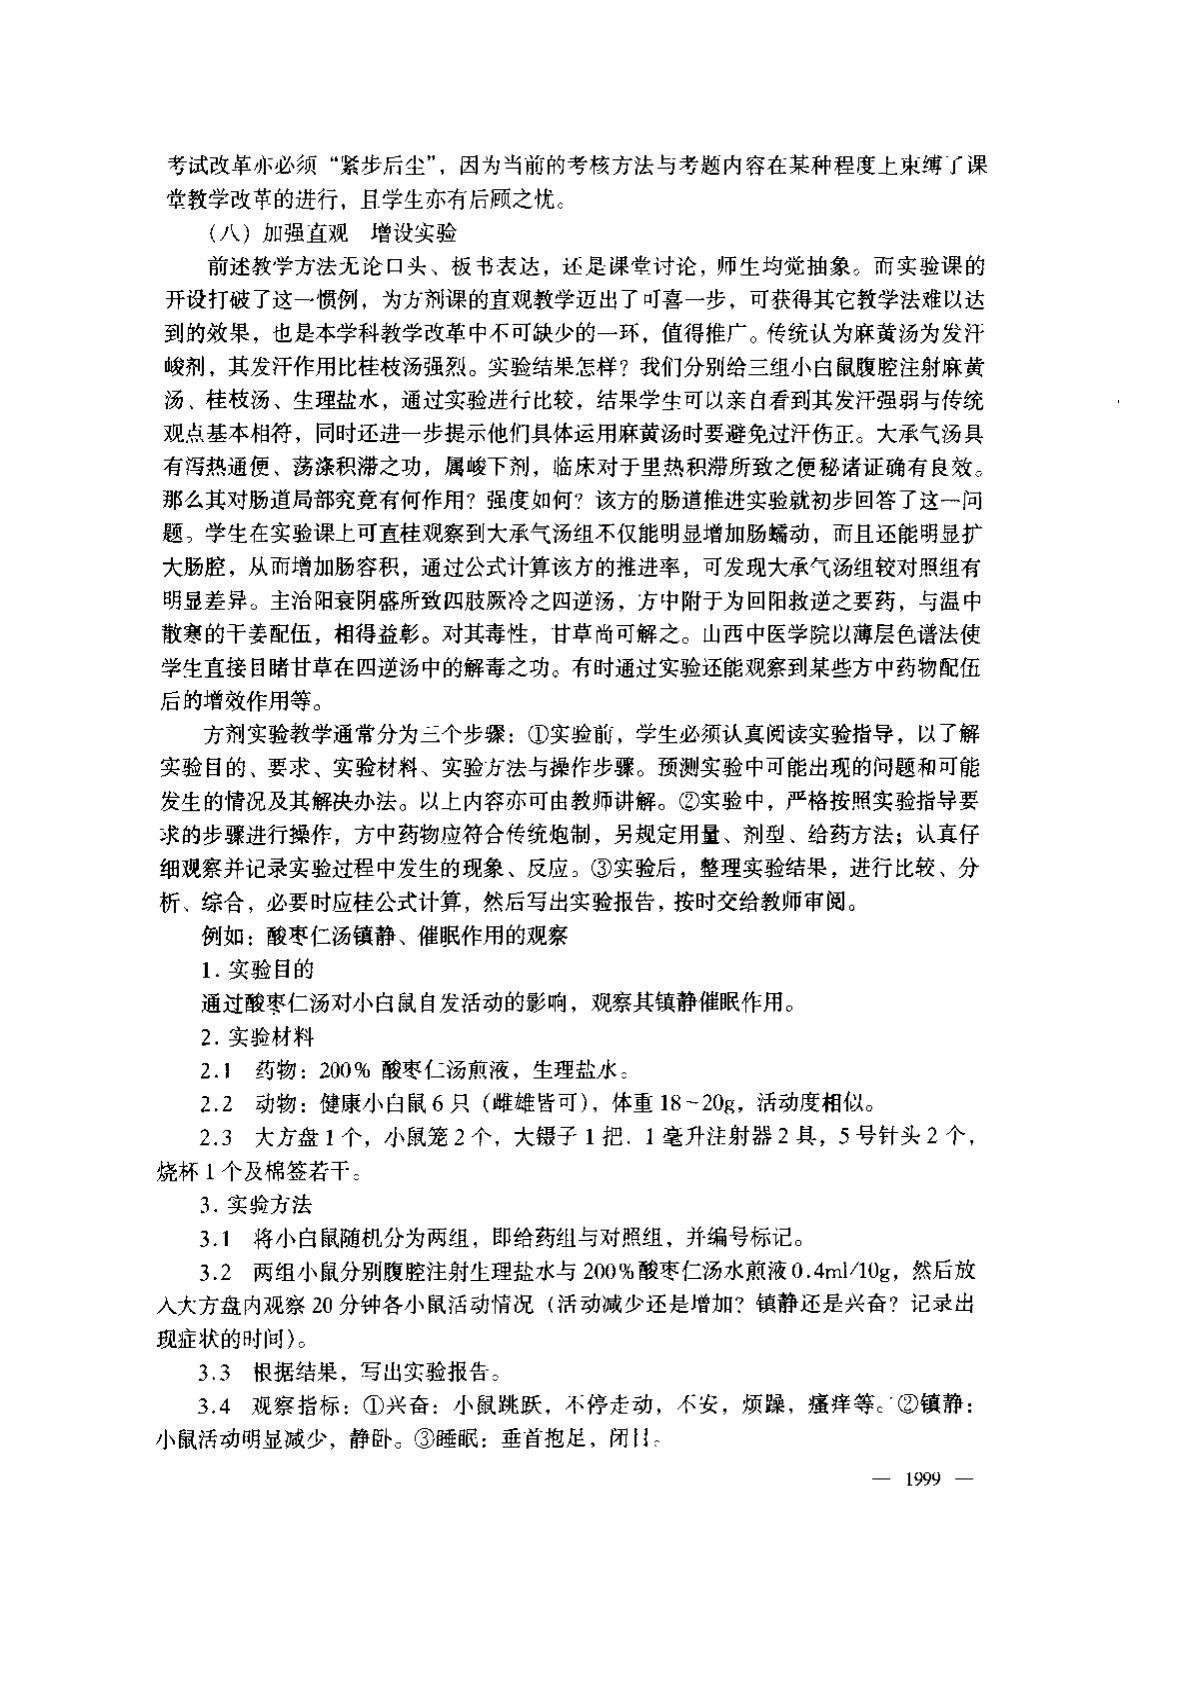 考试改革亦必须“紧步后尘”，因为当前的考核方法与考题内容在某种程度上束缚了课
堂教学改革的进行，且学生亦有后顾之忧。
（八）加强直观　增设实验
前述教学方法无论口头、板书表达，还是课堂讨论，师生均觉抽象。而实验课的
开设打破了这一惯例，为方剂课的直观教学迈出了可喜一步，可获得其它教学法难以达
到的效果，也是本学科教学改革中不可缺少的一环，值得推广。传统认为麻黄汤为发汗
峻剂，其发汗作用比桂枝汤强烈。实验结果怎样？我们分别给三组小白鼠腹腔注射麻黄
汤、桂枝汤、生理盐水，通过实验进行比较，结果学生可以亲自看到其发汗强弱与传统
观点基本相符，同时还进一步提示他们具体运用麻黄汤时要避免过汗伤正。大承气汤具
有泻热通便、荡涤积滞之功，属峻下剂，临床对于里热积滞所致之便秘诸证确有良效。
那么其对肠道局部究竟有何作用？强度如何？该方的肠道推进实验就初步回答了这一问
题。学生在实验课上可直桂观察到大承气汤组不仅能明显增加肠蠕动，而且还能明显扩
大肠腔，从而增加肠容积，通过公式计算该方的推进率，可发现大承气汤组较对照组有
明显差异。主治阳衰阴盛所致四肢厥冷之四逆汤，方中附于为回阳救逆之要药，与温中
散寒的干姜配伍，相得益彰。对其毒性，甘草尚可解之。山西中医学院以薄层色谱法使
学生直接目睹甘草在四逆汤中的解毒之功。有时通过实验还能观察到某些方中药物配伍
后的增效作用等。
方剂实验教学通常分为三个步骤：①实验前，学生必须认真阅读实验指导，以了解
实验目的、要求、实验材料、实验方法与操作步骤。预测实验中可能出现的问题和可能
发生的情况及其解决办法。以上内容亦可由教师讲解。②实验中，严格按照实验指导要
求的步骤进行操作，方中药物应符合传统炮制，另规定用量、剂型、给药方法；认真仔
细观察并记录实验过程中发生的现象、反应。③实验后，整理实验结果，进行比较、分
析、综合，必要时应桂公式计算，然后写出实验报告，按时交给教师审阅。
例如：酸枣仁汤镇静、催眠作用的观察
1. 实验目的
通过酸枣仁汤对小白鼠自发活动的影响，观察其镇静催眠作用。
2. 实验材料
2.1　药物：200% 酸枣仁汤煎液，生理盐水。
2.2　动物：健康小白鼠 6 只（雌雄皆可），体重 18~20g，活动度相似。
2.3　大方盘 1 个，小鼠笼 2 个，大镊子 1 把．1 毫升注射器 2 具，5 号针头 2 个，
烧杯 1 个及棉签若干。
3. 实验方法
3.1　将小白鼠随机分为两组，即给药组与对照组，并编号标记。
3.2　两组小鼠分别腹腔注射生理盐水与 200%酸枣仁汤水煎液 0.4ml/10g，然后放
入大方盘内观察 20 分钟各小鼠活动情况（活动减少还是增加？镇静还是兴奋？记录出
现症状的时间）。
3.3　根据结果，写出实验报告。
3.4　观察指标：①兴奋：小鼠跳跃，不停走动，不安，烦躁，瘙痒等。②镇静：
小鼠活动明显减少，静卧。③睡眠：垂首抱足，闭目。
— 1999 —